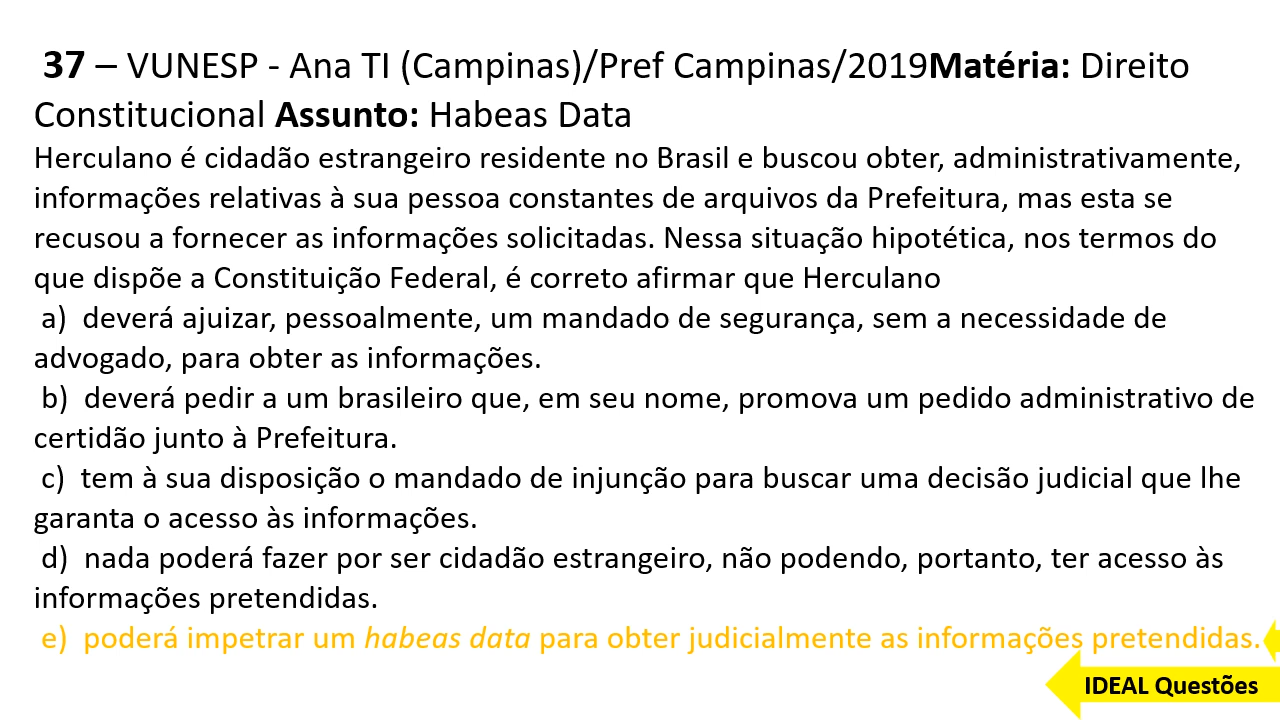 37 – VUNESP - Ana TI (Campinas)/Pref Campinas/2019Matéria: Direito
Constitucional Assunto: Habeas Data
Herculano é cidadão estrangeiro residente no Brasil e buscou obter, administrativamente,
informações relativas à sua pessoa constantes de arquivos da Prefeitura, mas esta se
recusou a fornecer as informações solicitadas. Nessa situação hipotética, nos termos do
que dispõe a Constituição Federal, é correto afirmar que Herculano
a) deverá ajuizar, pessoalmente, um mandado de segurança, sem a necessidade de
advogado, para obter as informações.
b) deverá pedir a um brasileiro que, em seu nome, promova um pedido administrativo de
certidão junto à Prefeitura.
c) tem à sua disposição o mandado de injunção para buscar uma decisão judicial que lhe
garanta o acesso às informações.
d) nada poderá fazer por ser cidadão estrangeiro, não podendo, portanto, ter acesso às
informações pretendidas.
e) poderá impetrar um habeas data para obter judicialmente as informações pretendidas.
IDEAL Questões